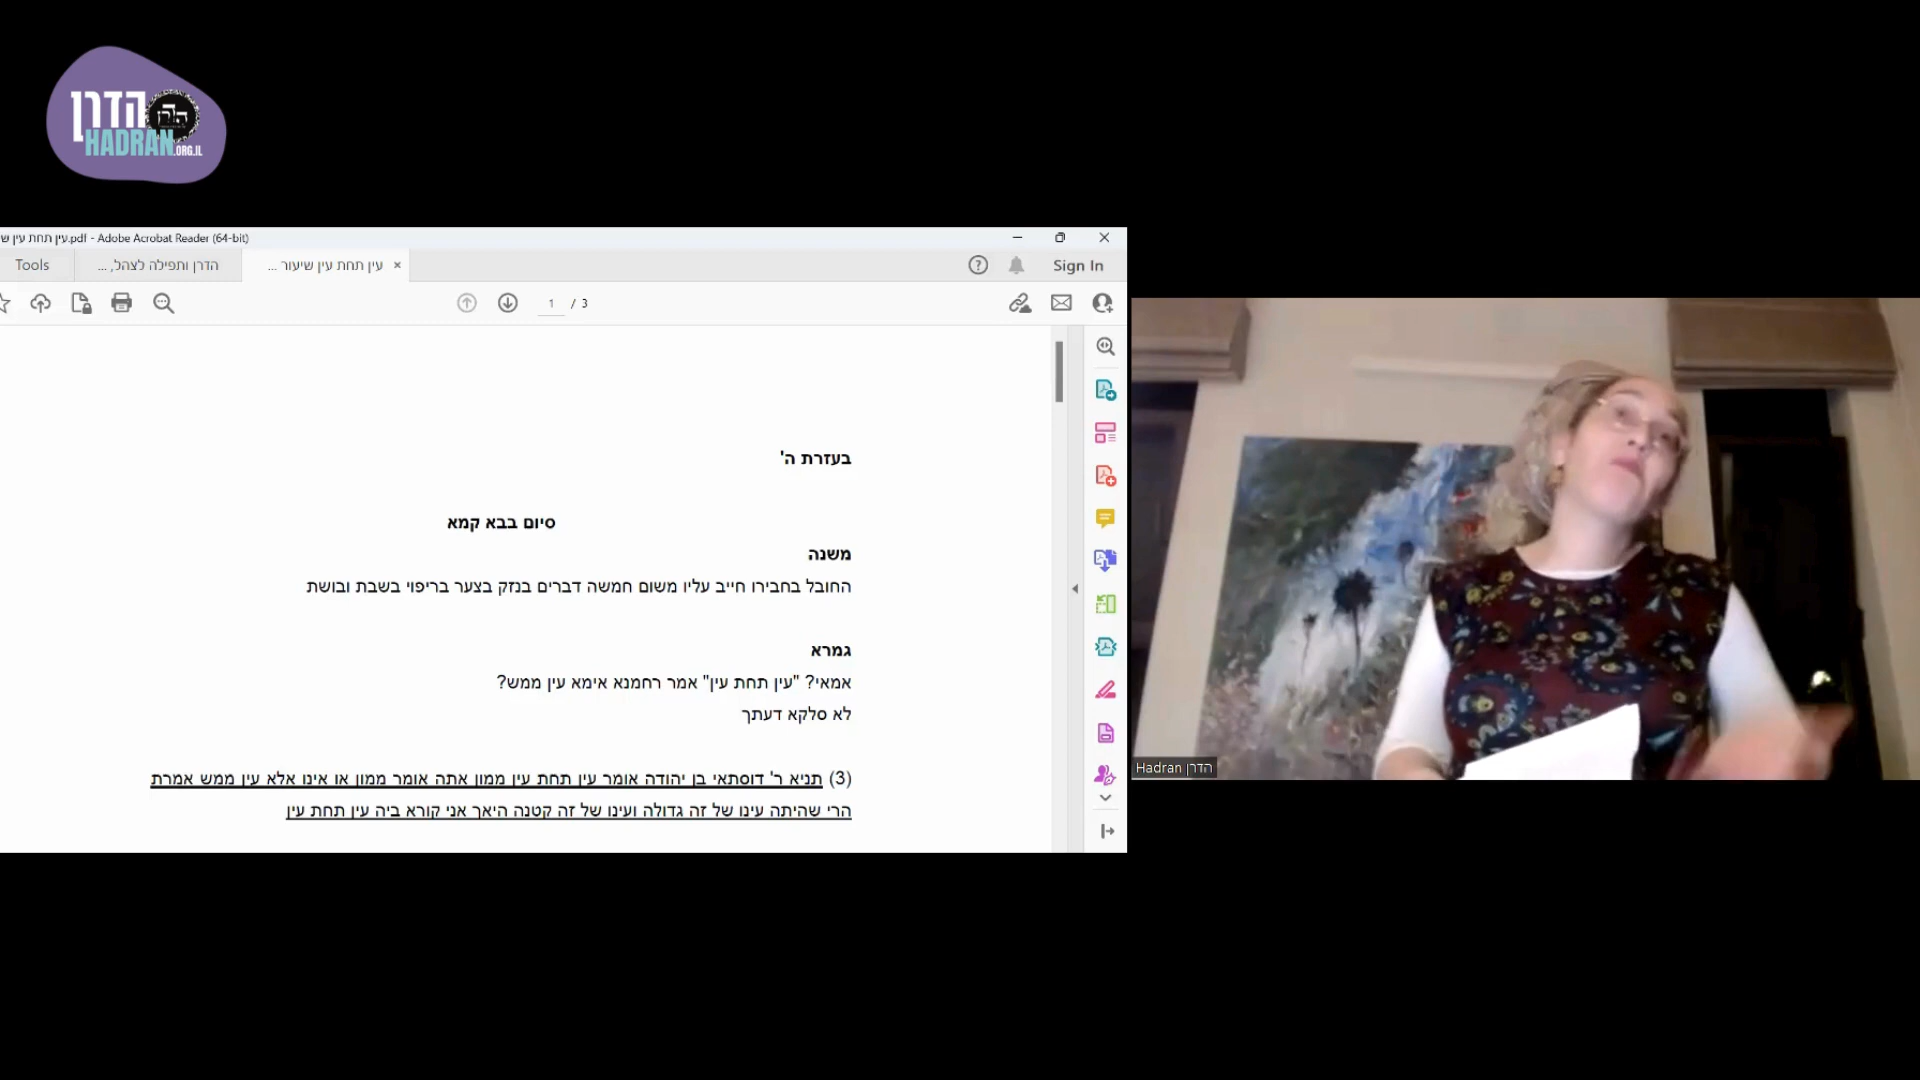 הדרן
HADRAN.ORG.IL
עין תחת עין ש.pdf - Adobe Acrobat Reader (64-bit)
Tools
הדרן ותפילה לצהל, ...
עין תחת עין שיעור ...
Sign In
1 / 3
בעזרת ה'
סיום בבא קמא
משנה
החובל בחבירו חייב עליו משום חמשה דברים בנזק בצער בריפוי בשבת ובושת
גמרא
אמאי? "עין תחת עין" אמר רחמנא אימא עין ממש?
לא סלקא דעתך
(3) תניא ר' דוסתאי בן יהודה אומר עין תחת עין ממון אתה אומר ממון או אינו אלא עין ממש אמרת
הרי שהיתה עינו של זה גדולה ועינו של זה קטנה היאך אני קורא ביה עין תחת עין
Hadran הדרן